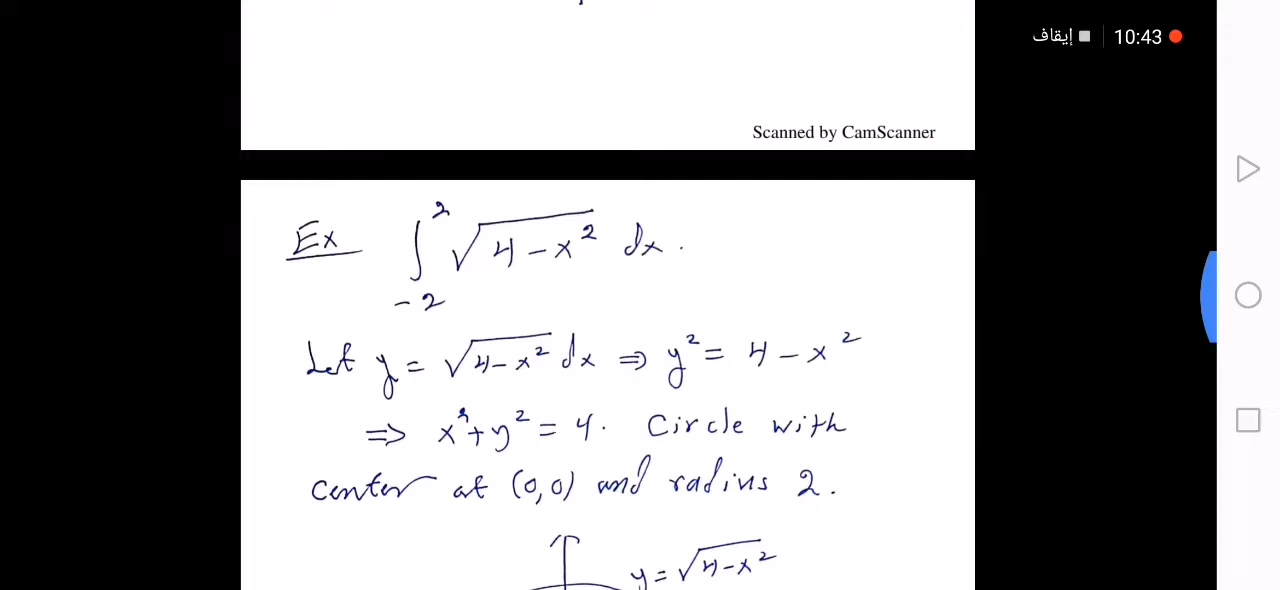 إيقاف 10:43
Scanned by CamScanner
Ex ∫_{-2}^{2} √(4-x²) dx.
Let y = √(4-x²) dx ⇒ y² = 4-x²
⇒ x²+y² = 4. Circle with
center at (0,0) and radius 2.
y = √(4-x²)